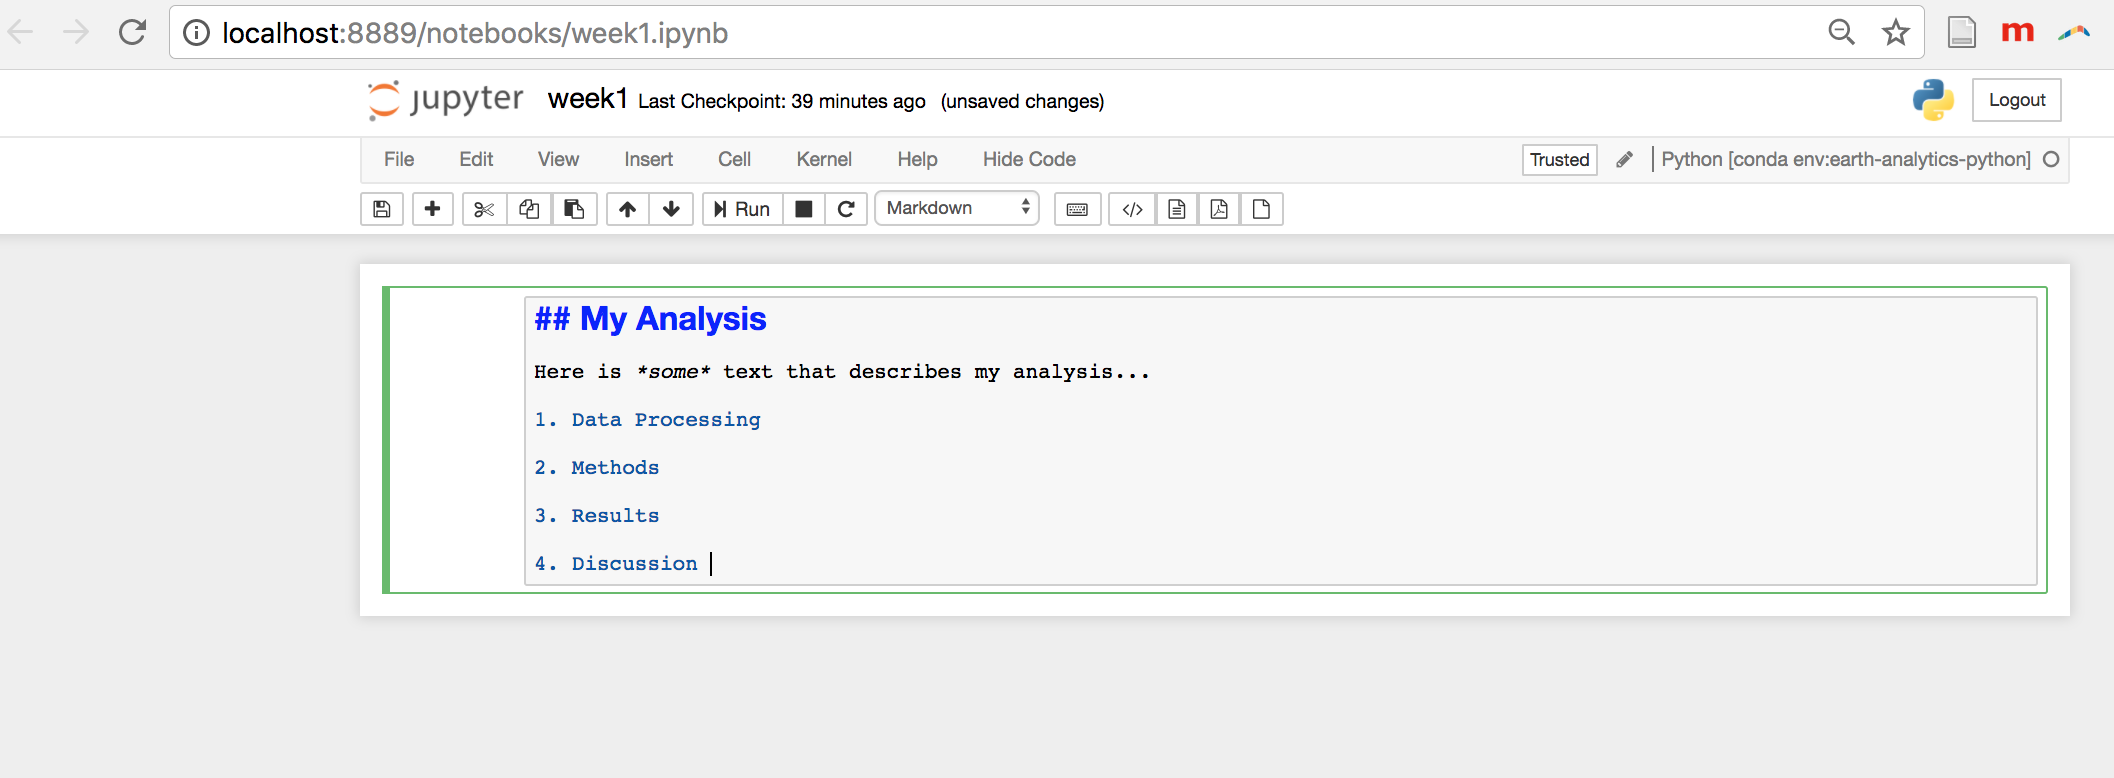 localhost:8889/notebooks/week1.ipynb
m
jupyter week1 Last Checkpoint: 39 minutes ago (unsaved changes) Logout
File Edit View Insert Cell Kernel Help Hide Code Trusted Python [conda env:earth-analytics-python]
Run Markdown </>
## My Analysis
Here is *some* text that describes my analysis...
1. Data Processing
2. Methods
3. Results
4. Discussion